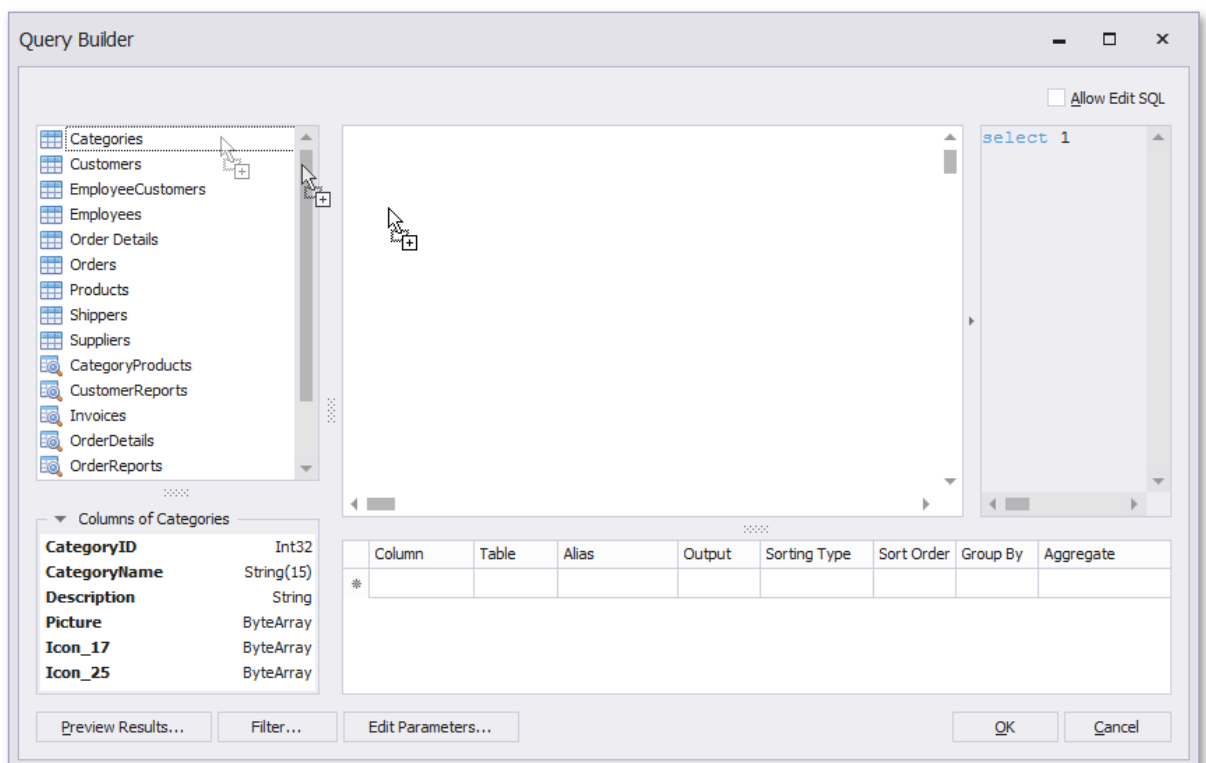 Query Builder
Allow Edit SQL
Categories
Customers
EmployeeCustomers
Employees
Order Details
Orders
Products
Shippers
Suppliers
CategoryProducts
CustomerReports
Invoices
OrderDetails
OrderReports
select 1
Columns of Categories
CategoryID Int32
CategoryName String(15)
Description String
Picture ByteArray
Icon_17 ByteArray
Icon_25 ByteArray
Column Table Alias Output Sorting Type Sort Order Group By Aggregate
Preview Results... Filter... Edit Parameters... OK Cancel